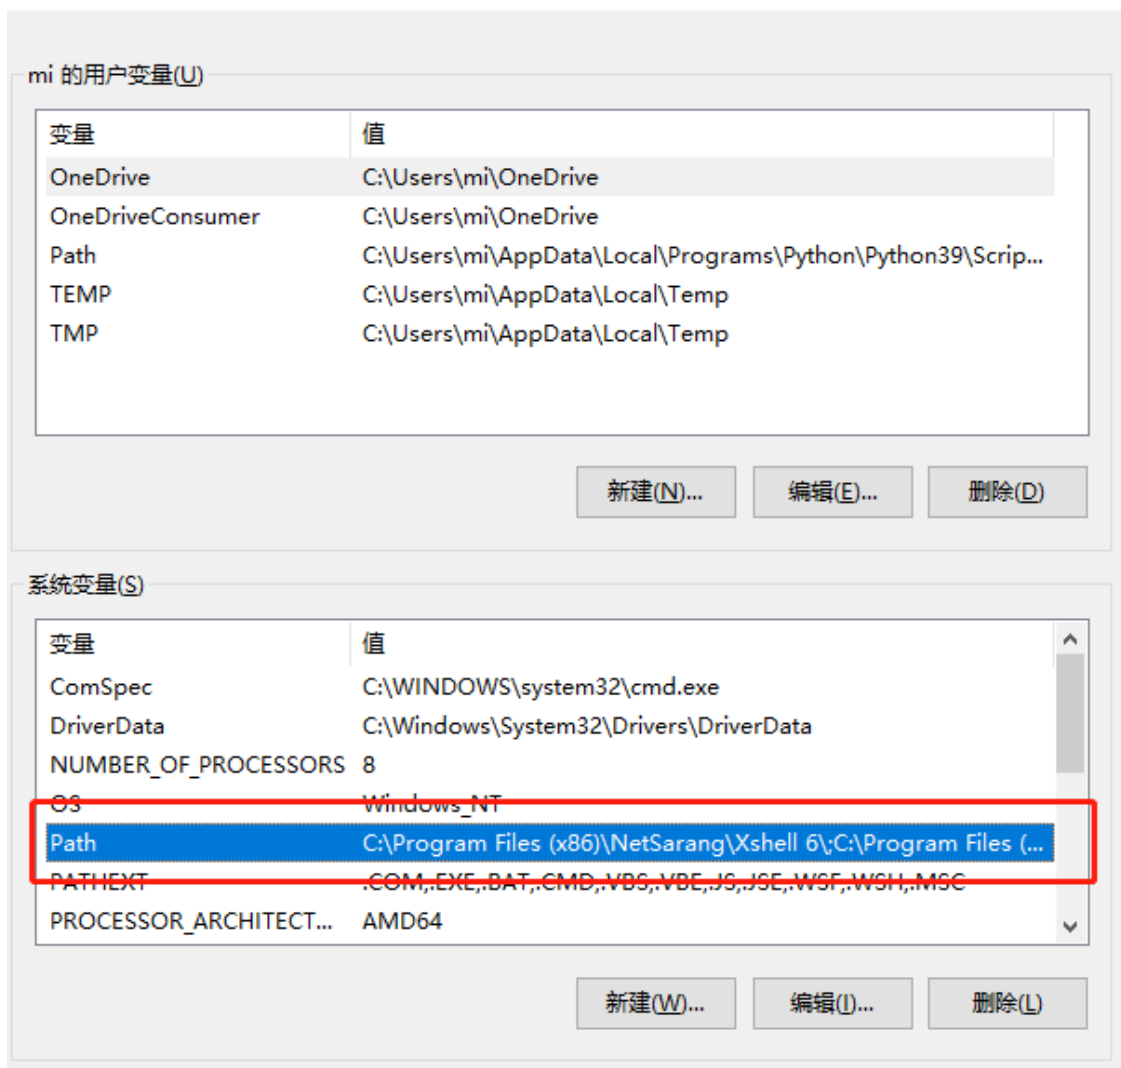 mi 的用户变量(U)
变量 值
OneDrive C:\Users\mi\OneDrive
OneDriveConsumer C:\Users\mi\OneDrive
Path C:\Users\mi\AppData\Local\Programs\Python\Python39\Scrip...
TEMP C:\Users\mi\AppData\Local\Temp
TMP C:\Users\mi\AppData\Local\Temp
新建(N)... 编辑(E)... 删除(D)
系统变量(S)
变量 值
ComSpec C:\WINDOWS\system32\cmd.exe
DriverData C:\Windows\System32\Drivers\DriverData
NUMBER_OF_PROCESSORS 8
OS Windows_NT
Path C:\Program Files (x86)\NetSarang\Xshell 6\;C:\Program Files (...
PATHEXT .COM;.EXE;.BAT;.CMD;.VBS;.VBE;.JS;.JSE;.WSF;.WSH;.MSC
PROCESSOR_ARCHITECT... AMD64
新建(W)... 编辑(I)... 删除(L)